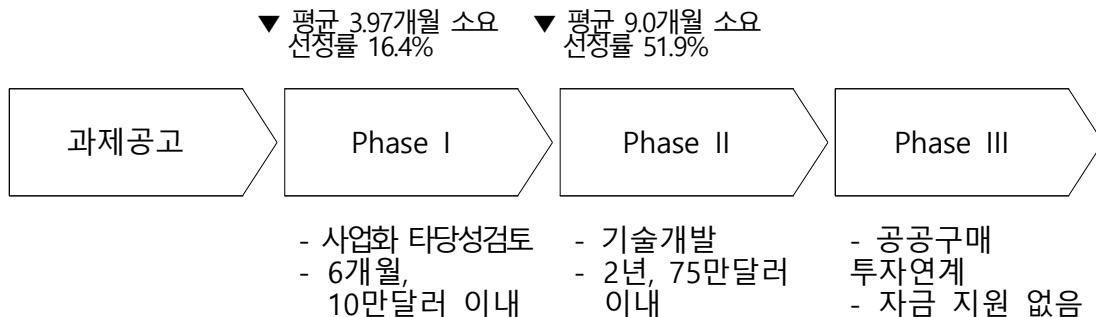 ▼ 평균 3.97개월 소요
선정률 16.4%
▼ 평균 9.0개월 소요
선정률 51.9%
과제공고
Phase I
Phase II
Phase III
- 사업화 타당성검토
- 6개월,
10만달러 이내
- 기술개발
- 2년, 75만달러
이내
- 공공구매
투자연계
- 자금 지원 없음